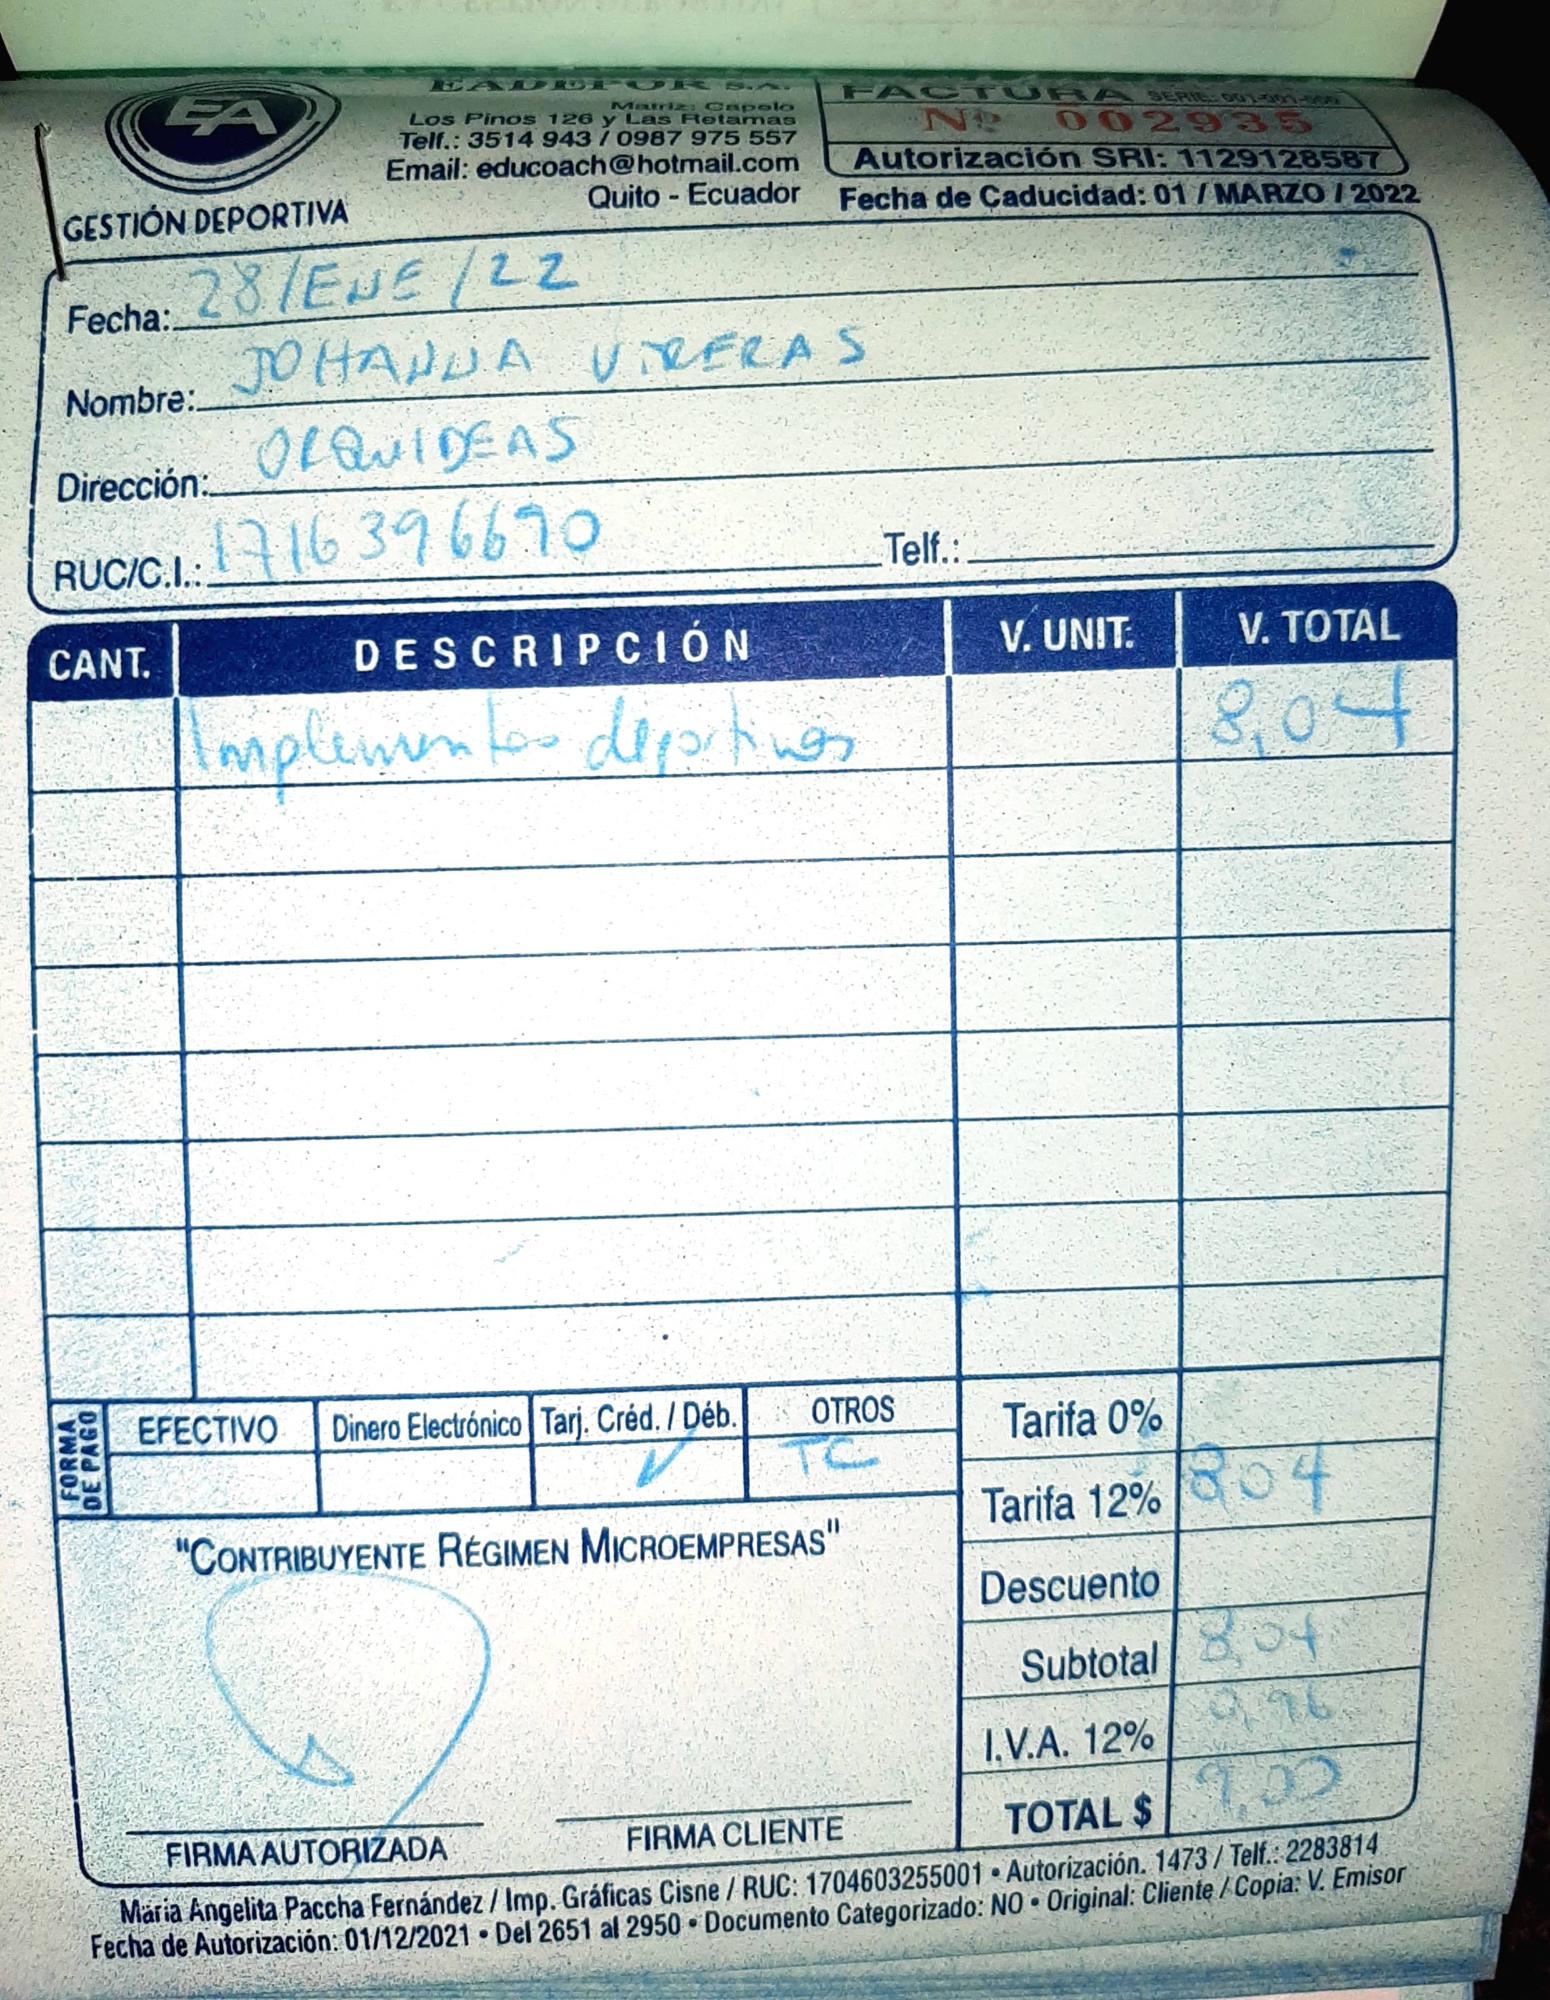 EA
GESTIÓN DEPORTIVA
EADEPOR S.A.
Matriz: Capelo
Los Pinos 126 y Las Retamas
Telf.: 3514 943 / 0987 975 557
Email: educoach@hotmail.com
Quito - Ecuador
FACTURA SERIE: 001-001-000
Nº 002935
Autorización SRI: 1129128587
Fecha de Caducidad: 01 / MARZO / 2022
Fecha: 28/ENE/22
Nombre: JOHANNA VITERAS
Dirección: ORQUIDEAS
RUC/C.I.: 1716396690 Telf.:
CANT. DESCRIPCIÓN V. UNIT. V. TOTAL
Implementos deportivos 8,04
FORMA DE PAGO
EFECTIVO Dinero Electrónico Tarj. Créd. / Déb. OTROS
TC
Tarifa 0%
Tarifa 12% 8,04
Descuento
Subtotal 8,04
I.V.A. 12% 0,96
TOTAL $ 9,00
"CONTRIBUYENTE RÉGIMEN MICROEMPRESAS"
FIRMA AUTORIZADA FIRMA CLIENTE
María Angelita Paccha Fernández / Imp. Gráficas Cisne / RUC: 1704603255001 • Autorización. 1473 / Telf.: 2283814
Fecha de Autorización: 01/12/2021 • Del 2651 al 2950 • Documento Categorizado: NO • Original: Cliente / Copia: V. Emisor